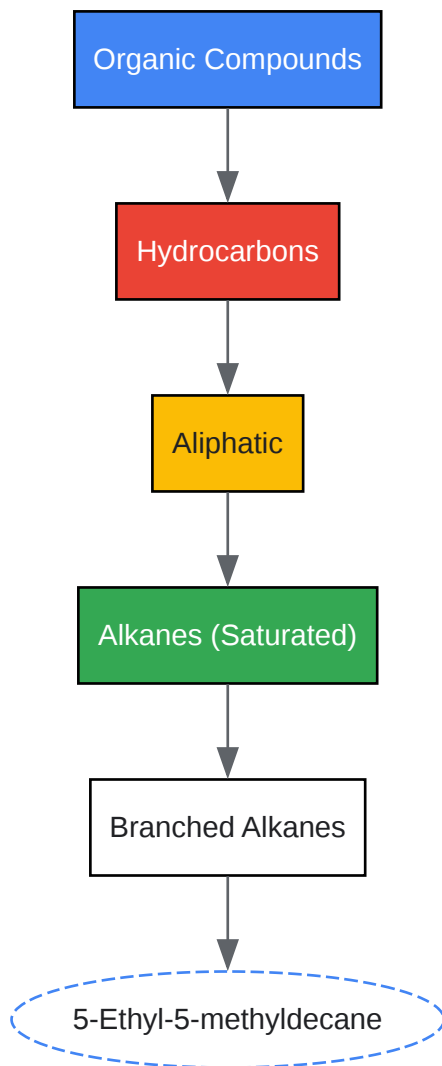 Organic Compounds
Hydrocarbons
Aliphatic
Alkanes (Saturated)
Branched Alkanes
5-Ethyl-5-methyldecane